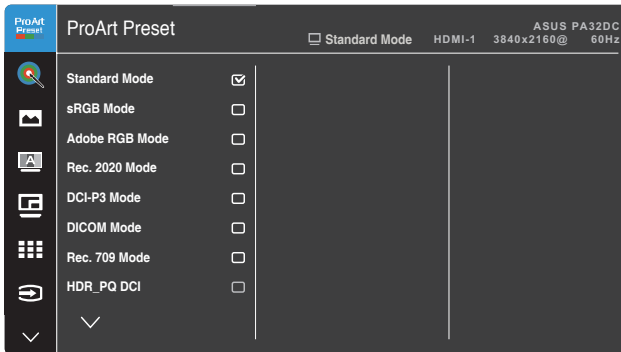 ProArt
Preset
ProArt Preset
Standard Mode HDMI-1
ASUS PA32DC
3840x2160@ 60Hz
A
Standard Mode
sRGB Mode
Adobe RGB Mode
Rec. 2020 Mode
DCI-P3 Mode
DICOM Mode
Rec. 709 Mode
HDR_PQ DCI